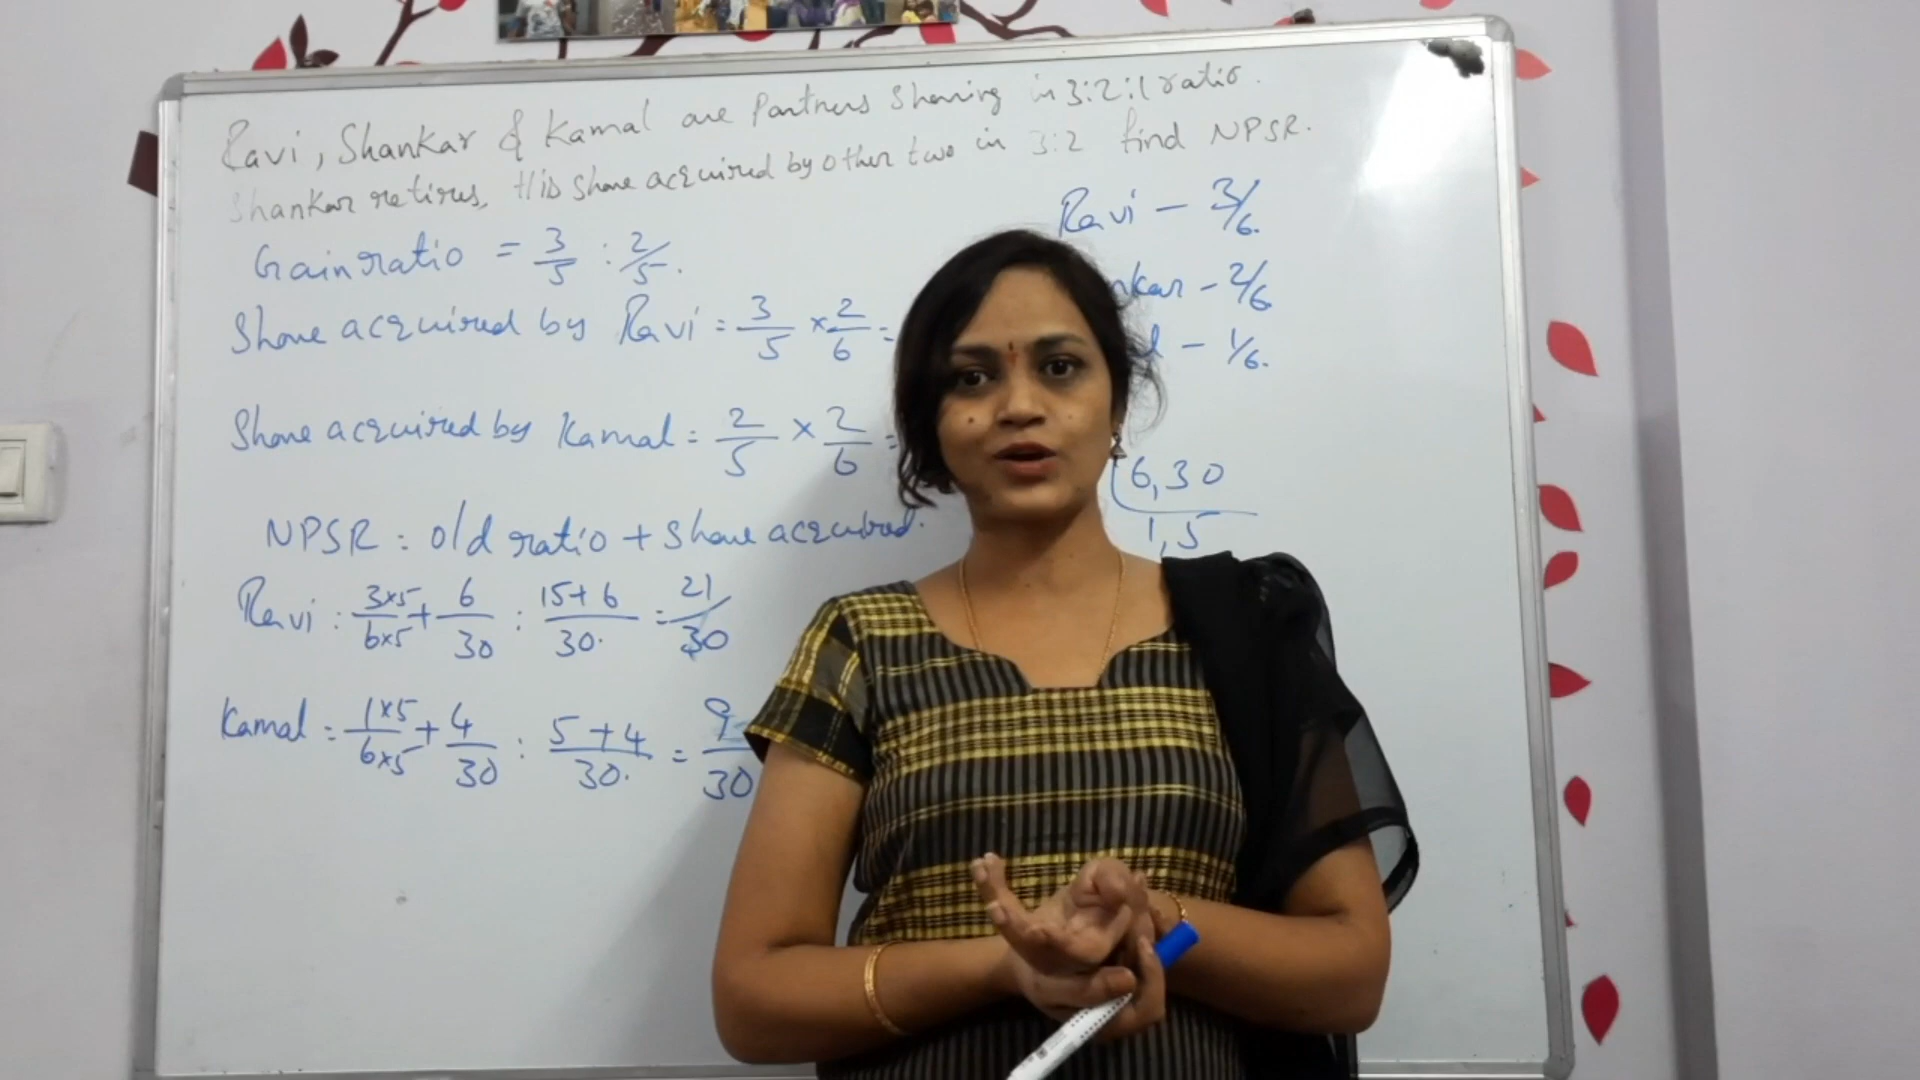 Ravi, Shankar & Kamal are Partners Sharing in 3:2:1 ratio.
Shankar retires, His share acquired by other two in 3:2 find NPSR.
Ravi - 3/6.
Gain ratio = 3/5 : 2/5.
nkar - 2/6
Share acquired by Ravi = 3/5 × 2/6 =
l - 1/6.
Share acquired by Kamal = 2/5 × 2/6 =
6,30
1,5
NPSR : old ratio + Share acquired.
Ravi : 3×5/6×5 + 6/30 : 15+6/30. = 21/30
Kamal = 1×5/6×5 + 4/30 : 5+4/30. = 9/30